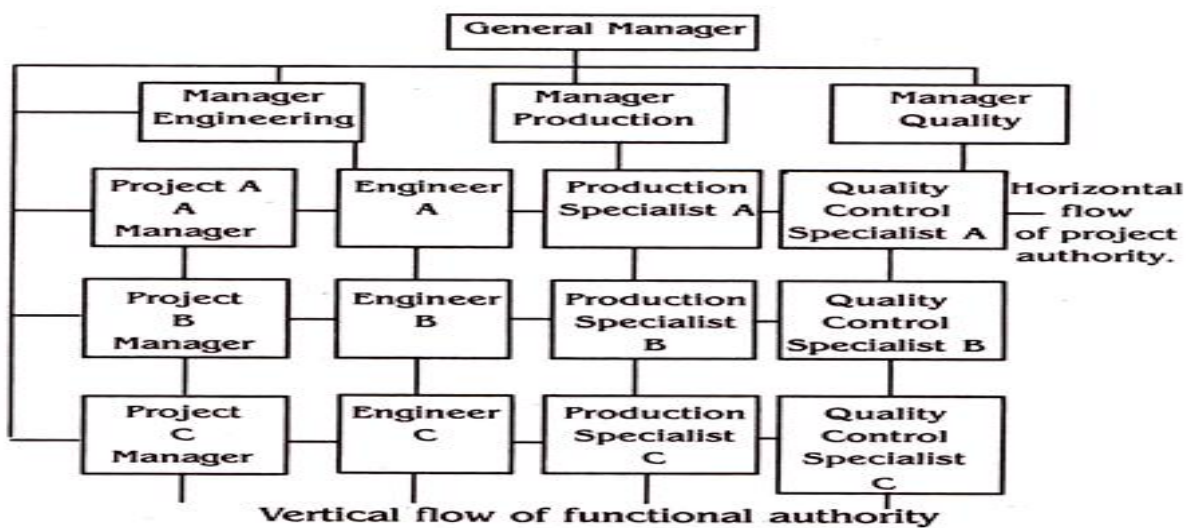 General Manager
Manager
Engineering
Manager
Production
Manager
Quality
Project A
A
Manager
Engineer
A
Production
Specialist A
Quality
Control
Specialist A
Horizontal
flow
of project
authority.
Project
B
Manager
Engineer
B
Production
Specialist
B
Quality
Control
Specialist B
Project
C
Manager
Engineer
C
Production
Specialist
C
Quality
Control
Specialist
C
Vertical flow of functional authority